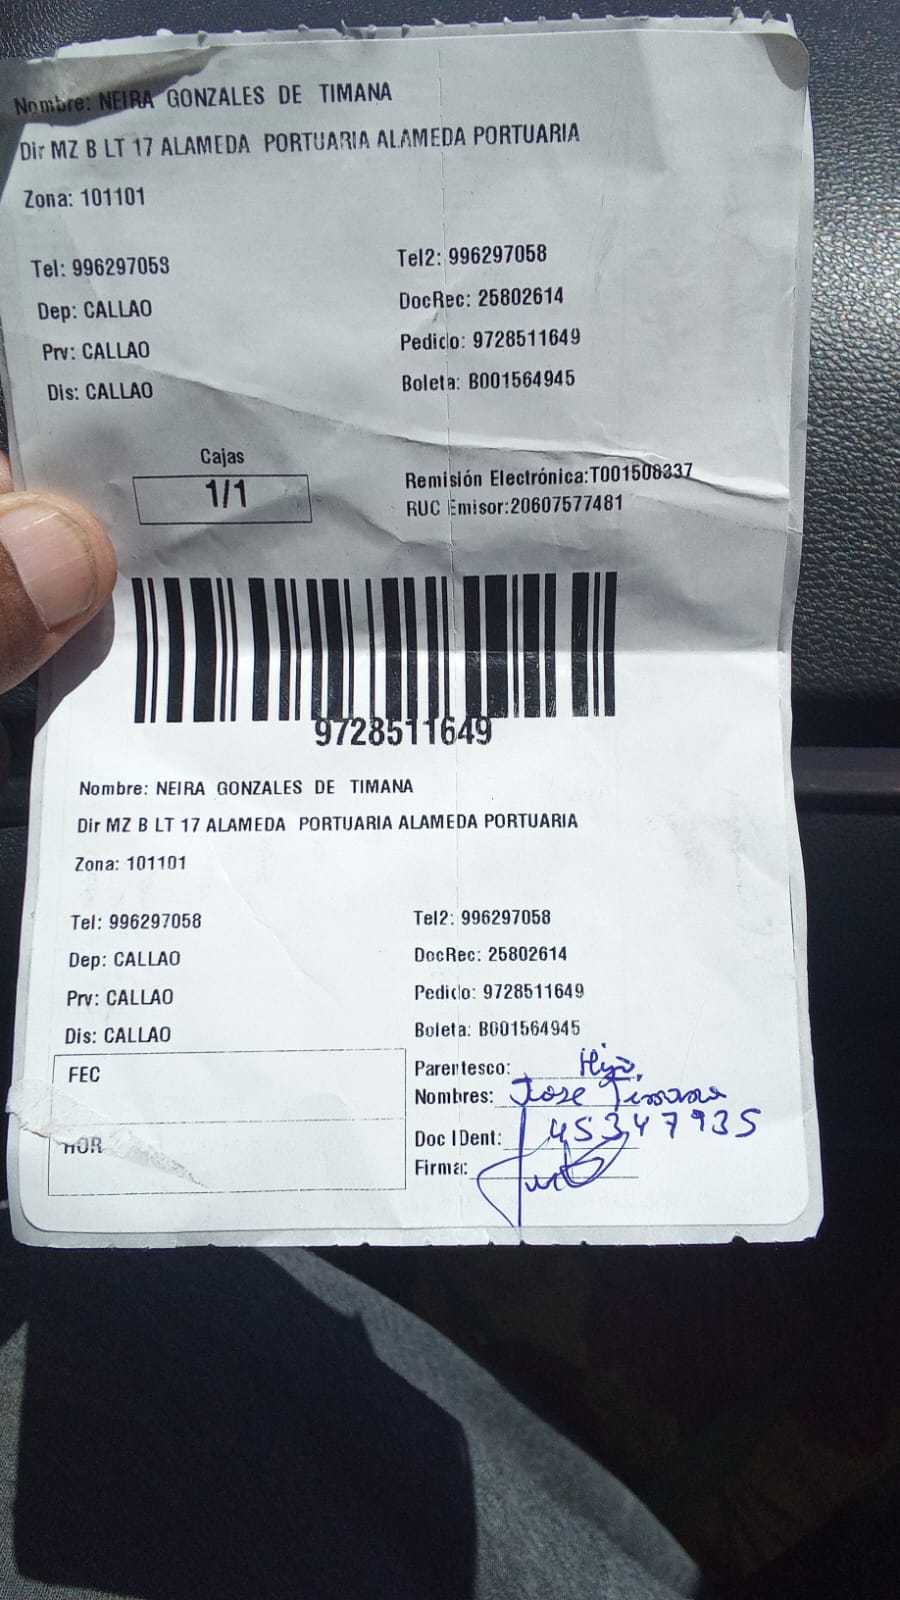 Nombre: NEIRA GONZALES DE TIMANA
Dir MZ B LT 17 ALAMEDA PORTUARIA ALAMEDA PORTUARIA
Zona: 101101
Tel: 996297058 Tel2: 996297058
Dep: CALLAO DocRec: 25802614
Prv: CALLAO Pedido: 9728511649
Dis: CALLAO Boleta: B001564945
Cajas
1/1
Remisión Electrónica:T001508337
RUC Emisor:20607577481
9728511649
Nombre: NEIRA GONZALES DE TIMANA
Dir MZ B LT 17 ALAMEDA PORTUARIA ALAMEDA PORTUARIA
Zona: 101101
Tel: 996297058 Tel2: 996297058
Dep: CALLAO DocRec: 25802614
Prv: CALLAO Pedido: 9728511649
Dis: CALLAO Boleta: B001564945
FEC
HOR
Parentesco: Hijo,
Nombres: Jose Timana
Doc IDent: 45347935
Firma: